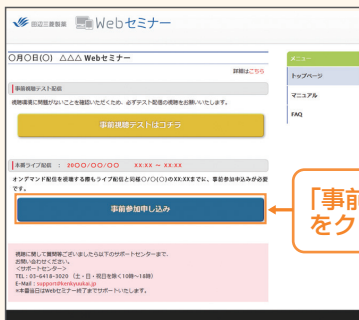 田辺三菱製薬 Webセミナー
〇月〇日(〇) △△△ Webセミナー
詳細はこちら
事前視聴テスト配信
視聴環境に問題がないことを確認いただくため、必ずテスト配信の視聴をお願いいたします。
事前視聴テストはコチラ
本番ライブ配信 : 20〇〇/〇〇/〇〇 XX:XX ～ XX:XX
オンデマンド配信を視聴する際もライブ配信と同様〇/〇(〇)のXX:XXまでに、事前参加申込みが必要
です。
事前参加申し込み
視聴に関して質問等ございましたら以下のサポートセンターまで、
お問い合わせください。
<サポートセンター>
TEL : 03-6418-3020 (土・日・祝日を除く10時〜18時)
E-Mail : support@kenkyuukai.jp
※本番当日はWebセミナー終了までサポートいたします。
メニュー
トップページ
マニュアル
FAQ
「事前
をク